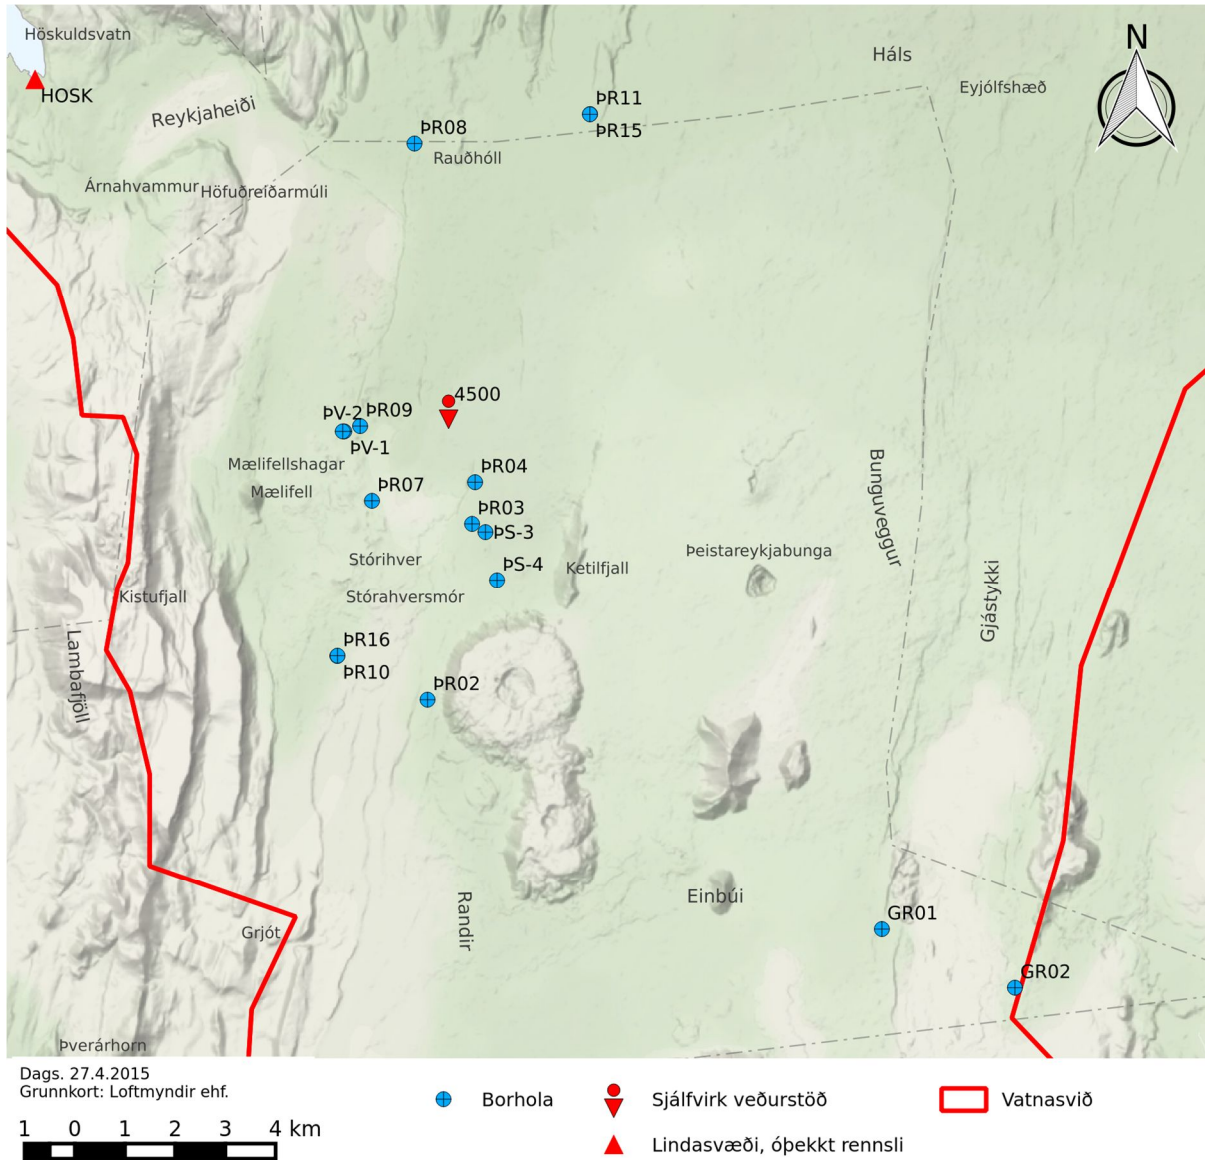 Höskuldsvatn
HOSK
Reykjaheiði
Háls
N
Eyjólfshæð
ÞR11
ÞR15
ÞR08
Rauðhóll
Árnahvammur
Höfuðreiðarmúli
4500
ÞV-2
ÞR09
ÞV-1
Mælifellshagar
Mælifell
ÞR07
ÞR04
ÞR03
ÞS-3
Stórihver
ÞS-4
Ketilfjall
Þeistareykjabunga
Bunguveggur
Gjástykki
Kistufjall
Stórahversmór
Lambafjöll
ÞR16
ÞR10
ÞR02
Einbúi
Randir
Grjót
GR01
GR02
Þverárhorn
Dags. 27.4.2015
Grunnkort: Loftmyndir ehf.
1 0 1 2 3 4 km
Borhola
Sjálfvirk veðurstöð
Vatnasvið
Lindasvæði, óþekkt rennsli